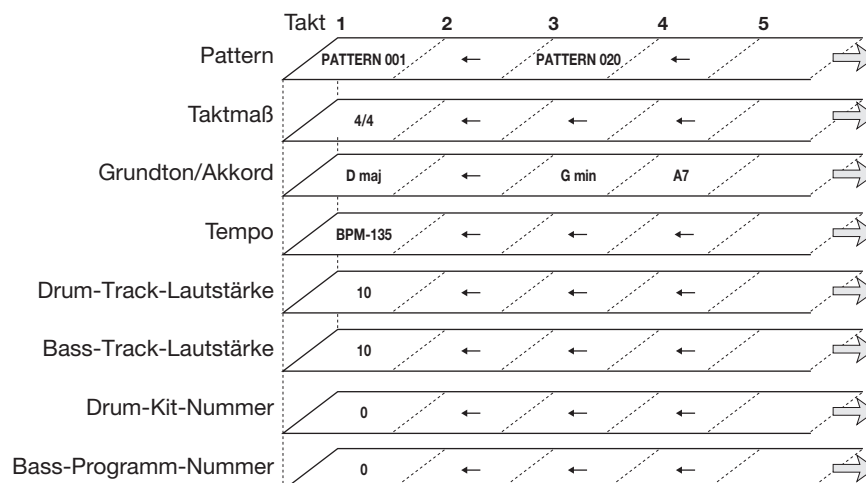 Takt 1 2 3 4 5
Pattern PATTERN 001 ← PATTERN 020 ←
Taktmaß 4/4 ← ← ←
Grundton/Akkord D maj ← G min A7
Tempo BPM-135 ← ← ←
Drum-Track-Lautstärke 10 ← ← ←
Bass-Track-Lautstärke 10 ← ← ←
Drum-Kit-Nummer 0 ← ← ←
Bass-Programm-Nummer 0 ← ← ←